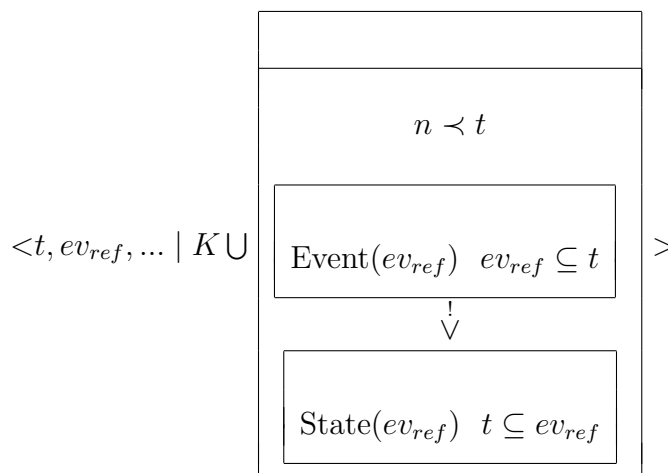 n ≺ t
<t, ev_ref, ... | K ⋃
Event(ev_ref) ev_ref ⊆ t
>
!
∨
State(ev_ref) t ⊆ ev_ref